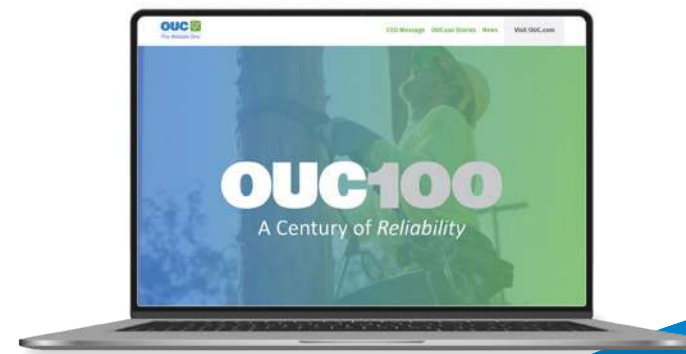 OUC
The Reliable One
CEO Message OUCean Stories News Visit OUC.com
OUC100
A Century of Reliability